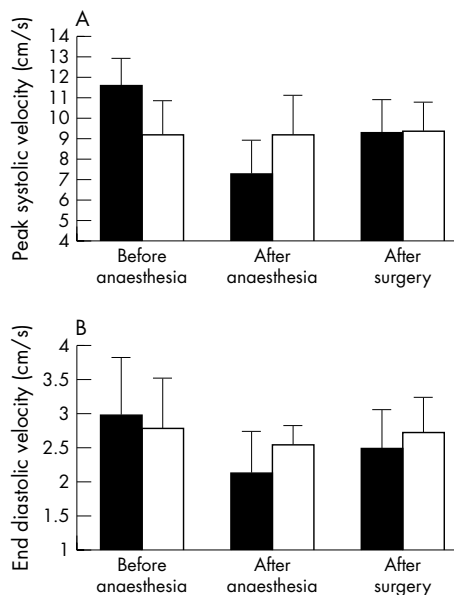 A
Peak systolic velocity (cm/s)
14
13
12
11
10
9
8
7
6
5
4
Before
anaesthesia
After
anaesthesia
After
surgery
B
End diastolic velocity (cm/s)
4
3.5
3
2.5
2
1.5
1
Before
anaesthesia
After
anaesthesia
After
surgery